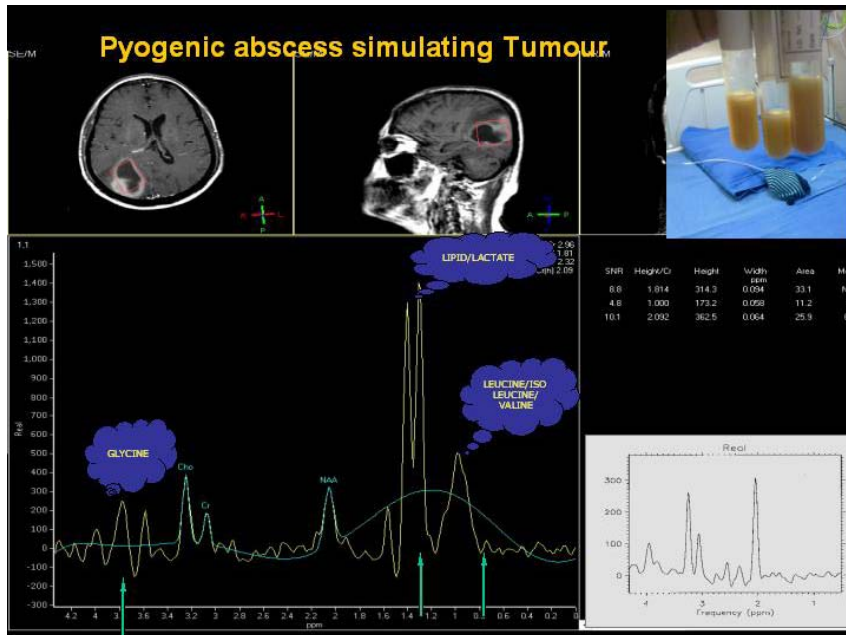 Pyogenic abscess simulating Tumour
SE/M
A
L
P
A
P
1.1
2.96
1.81
2.32
2.09
LIPID/LACTATE
LEUCINE/ISO
LEUCINE/
VALINE
GLYCINE
Cho
Cr
NAA
Real
1,500
1,400
1,300
1,200
1,100
1,000
900
800
700
600
500
400
300
200
100
0
-100
-200
-300
4.2 4 3.8 3.6 3.4 3.2 3 2.8 2.6 2.4 2.2 2 1.8 1.6 1.4 1.2 1 0.8 0.6 0.4 0.2 0
ppm
SNR Height/Cr Height Width Area
ppm
6.8 1.814 314.3 0.094 33.1
4.8 1.000 173.2 0.058 11.2
10.1 2.092 362.5 0.064 25.9
Real
300
200
100
0
4 3 2 1
Frequency (ppm)